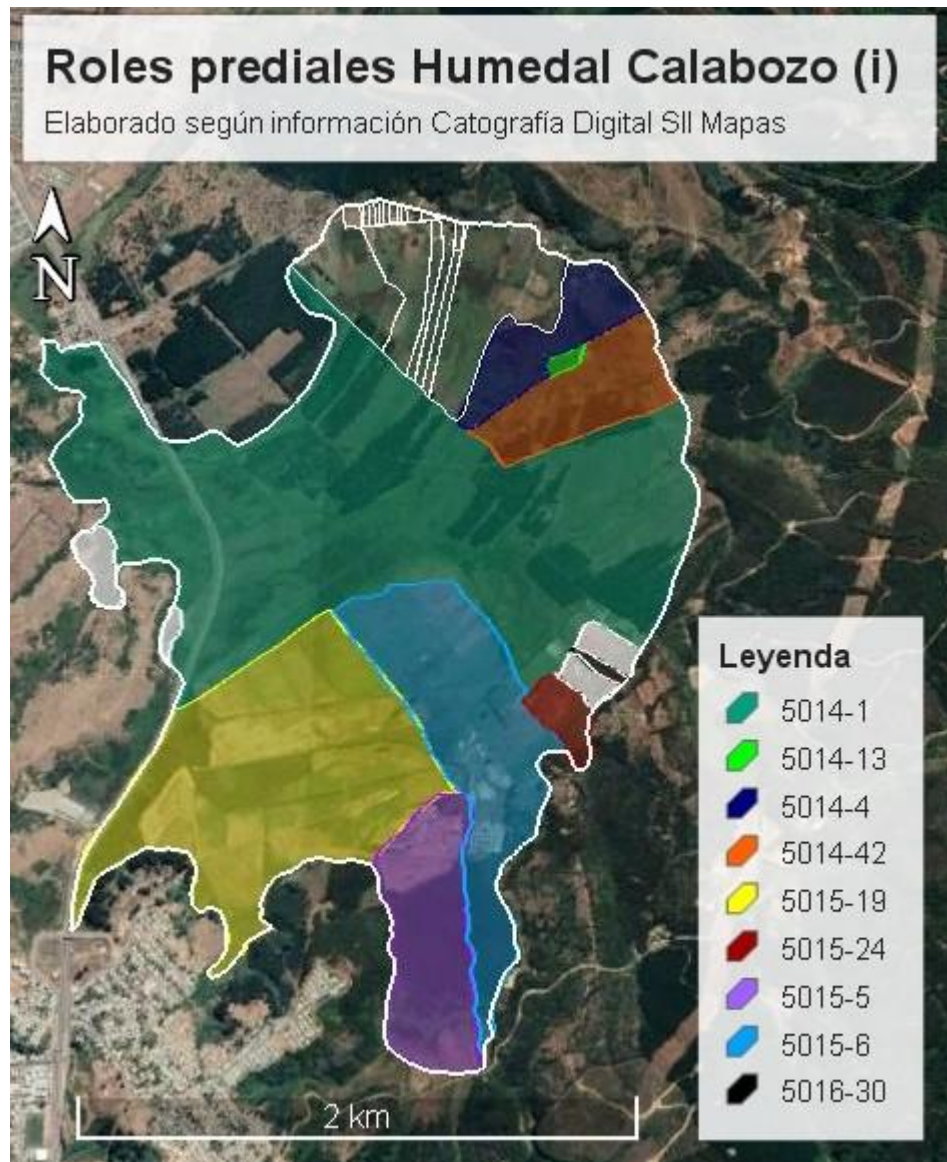 Roles prediales Humedal Calabozo (i)
Elaborado según información Catografía Digital SII Mapas
N
Leyenda
5014-1
5014-13
5014-4
5014-42
5015-19
5015-24
5015-5
5015-6
5016-30
2 km